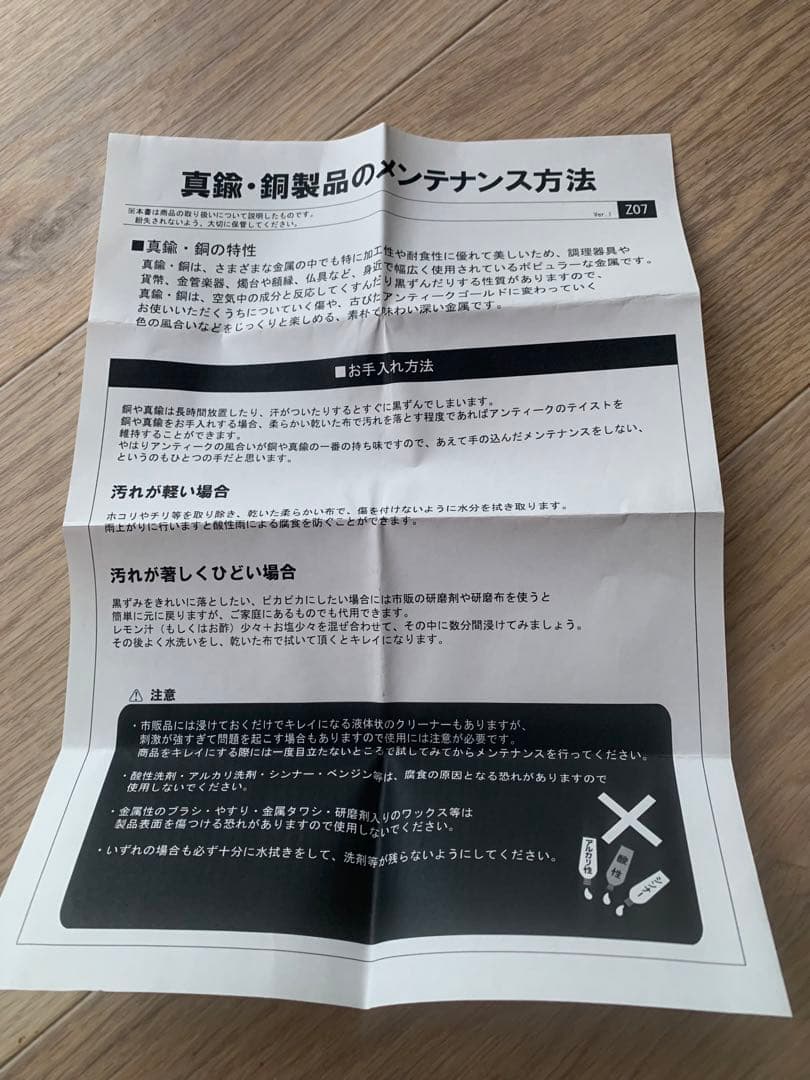 真鍮・銅製品のメンテナンス方法
※本書は商品の取り扱いについて説明したものです。
紛失されないよう、大切に保管してください。
Ver.1 Z07
■真鍮・銅の特性
真鍮・銅は、さまざまな金属の中でも特に加工性や耐食性に優れて美しいため、調理器具や
貨幣、金管楽器、燭台や額縁、仏具など、身近で幅広く使用されているポピュラーな金属です。
真鍮・銅は、空気中の成分と反応してくすんだり黒ずんだりする性質がありますので、
お使いいただくうちについていく傷や、古びたアンティークゴールドに変わっていく
色の風合いなどをじっくりと楽しめる、素朴で味わい深い金属です。
■お手入れ方法
銅や真鍮は長時間放置したり、汗がついたりするとすぐに黒ずんでしまいます。
銅や真鍮をお手入れする場合、柔らかい乾いた布で汚れを落とす程度であればアンティークのテイストを
維持することができます。
やはりアンティークの風合いが銅や真鍮の一番の持ち味ですので、あえて手の込んだメンテナンスをしない、
というのもひとつの手だと思います。
汚れが軽い場合
ホコリやチリ等を取り除き、乾いた柔らかい布で、傷を付けないように水分を拭き取ります。
雨上がりに行いますと酸性雨による腐食を防ぐことができます。
汚れが著しくひどい場合
黒ずみをきれいに落としたい、ピカピカにしたい場合には市販の研磨剤や研磨布を使うと
簡単に元に戻りますが、ご家庭にあるものでも代用できます。
レモン汁（もしくはお酢）少々＋お塩少々を混ぜ合わせて、その中に数分間浸けてみましょう。
その後よく水洗いをし、乾いた布で拭いて頂くとキレイになります。
⚠ 注意
・市販品には浸けておくだけでキレイになる液体状のクリーナーもありますが、
刺激が強すぎて問題を起こす場合もありますので使用には注意が必要です。
商品をキレイにする際には一度目立たないところで試してみてからメンテナンスを行ってください。
・酸性洗剤・アルカリ洗剤・シンナー・ベンジン等は、腐食の原因となる恐れがありますので
使用しないでください。
・金属性のブラシ・やすり・金属タワシ・研磨剤入りのワックス等は
製品表面を傷つける恐れがありますので使用しないでください。
・いずれの場合も必ず十分に水拭きをして、洗剤等が残らないようにしてください。
アルカリ性
酸性
シンナー